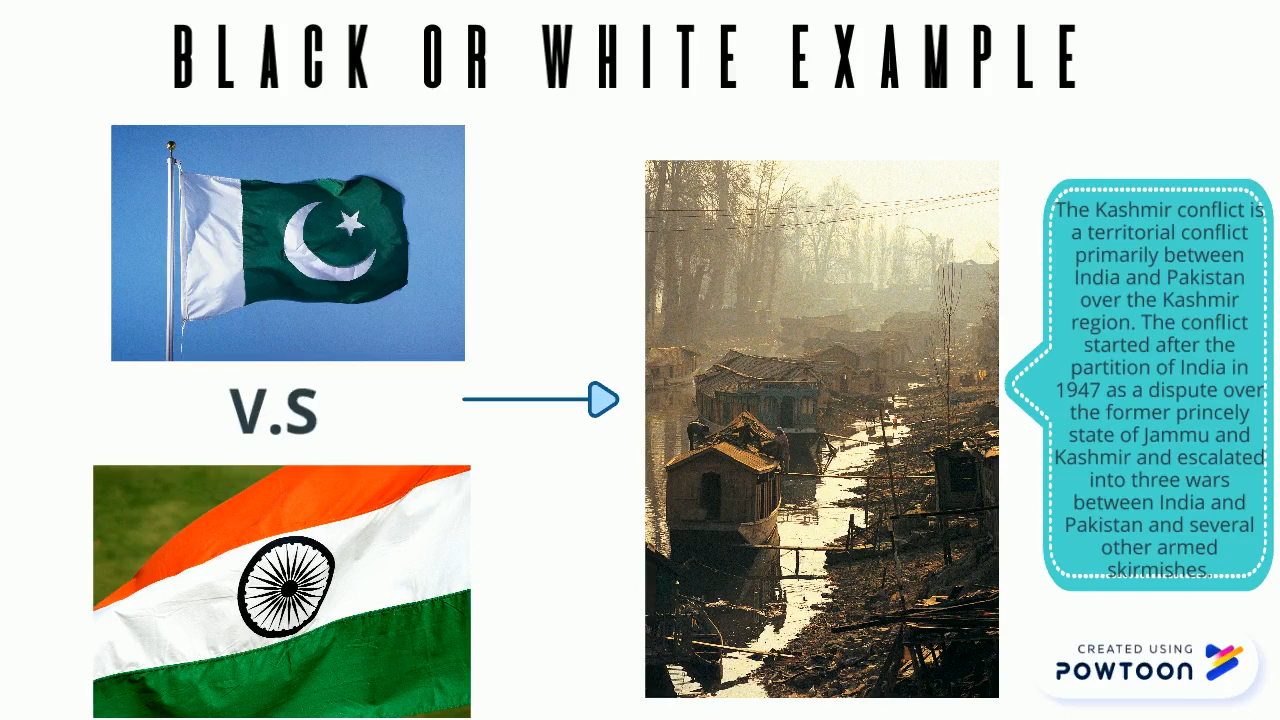 BLACK OR WHITE EXAMPLE
V.S
The Kashmir conflict is
a territorial conflict
primarily between
India and Pakistan
over the Kashmir
region. The conflict
started after the
partition of India in
1947 as a dispute over
the former princely
state of Jammu and
Kashmir and escalated
into three wars
between India and
Pakistan and several
other armed
skirmishes.
CREATED USING
POWTOON